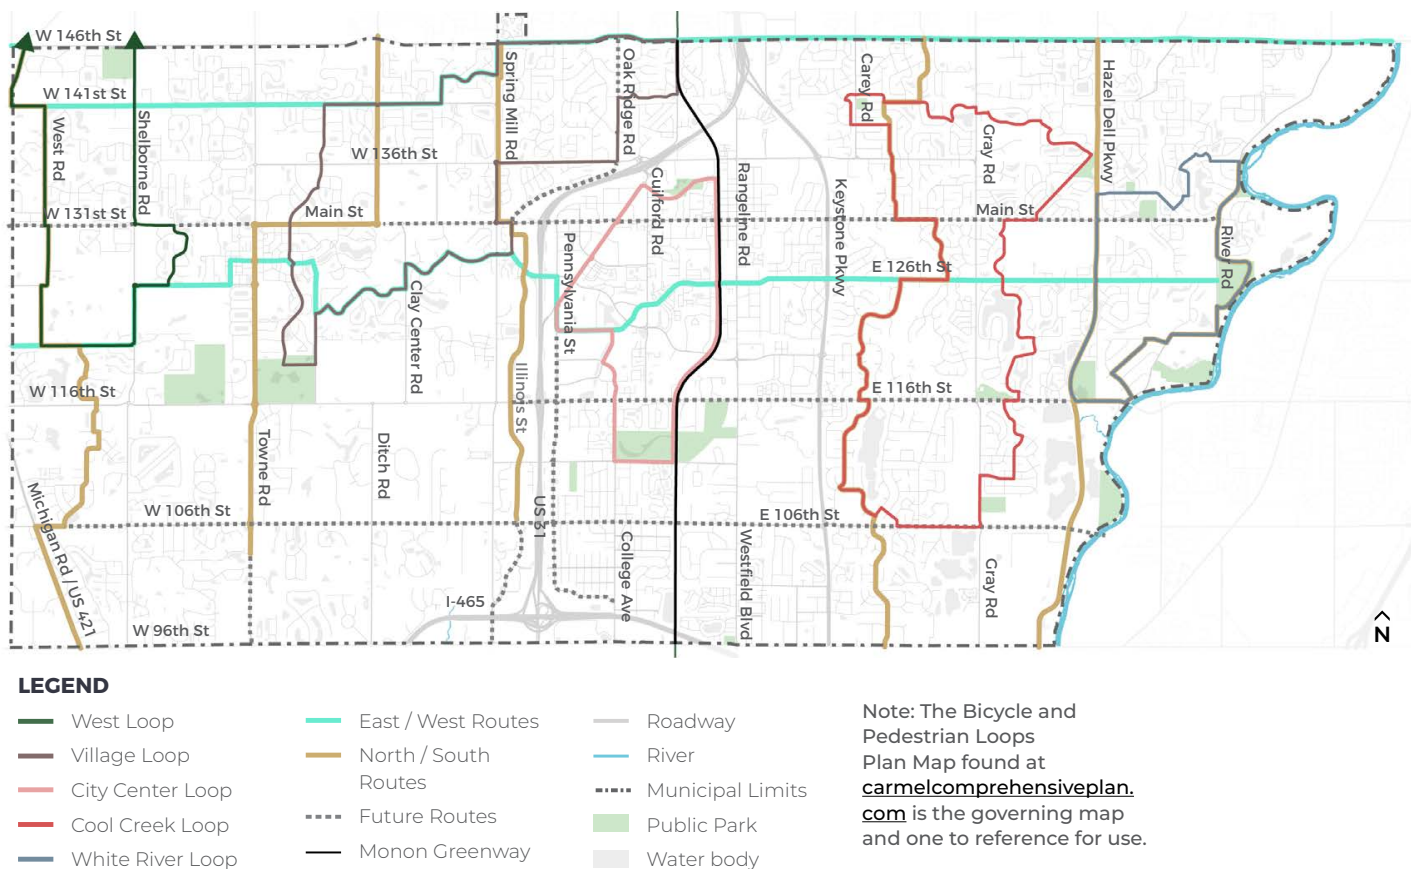 W 146th St
W 141st St
West Rd
Shelborne Rd
W 136th St
Spring Mill Rd
Oak Ridge Rd
Carey Rd
Gray Rd
Hazel Dell Pkwy
W 131st St
Main St
Guilford Rd
Rangeline Rd
Keystone Pkwy
Main St
Pennsylvania St
E 126th St
River Rd
Clay Center Rd
W 116th St
Illinois St
E 116th St
Towne Rd
Ditch Rd
Michigan Rd / US 421
W 106th St
US 31
E 106th St
College Ave
Westfield Blvd
Gray Rd
I-465
W 96th St
N
LEGEND
West Loop
Village Loop
City Center Loop
Cool Creek Loop
White River Loop
East / West Routes
North / South
Routes
Future Routes
Monon Greenway
Roadway
River
Municipal Limits
Public Park
Water body
Note: The Bicycle and
Pedestrian Loops
Plan Map found at
carmelcomprehensiveplan.
com is the governing map
and one to reference for use.